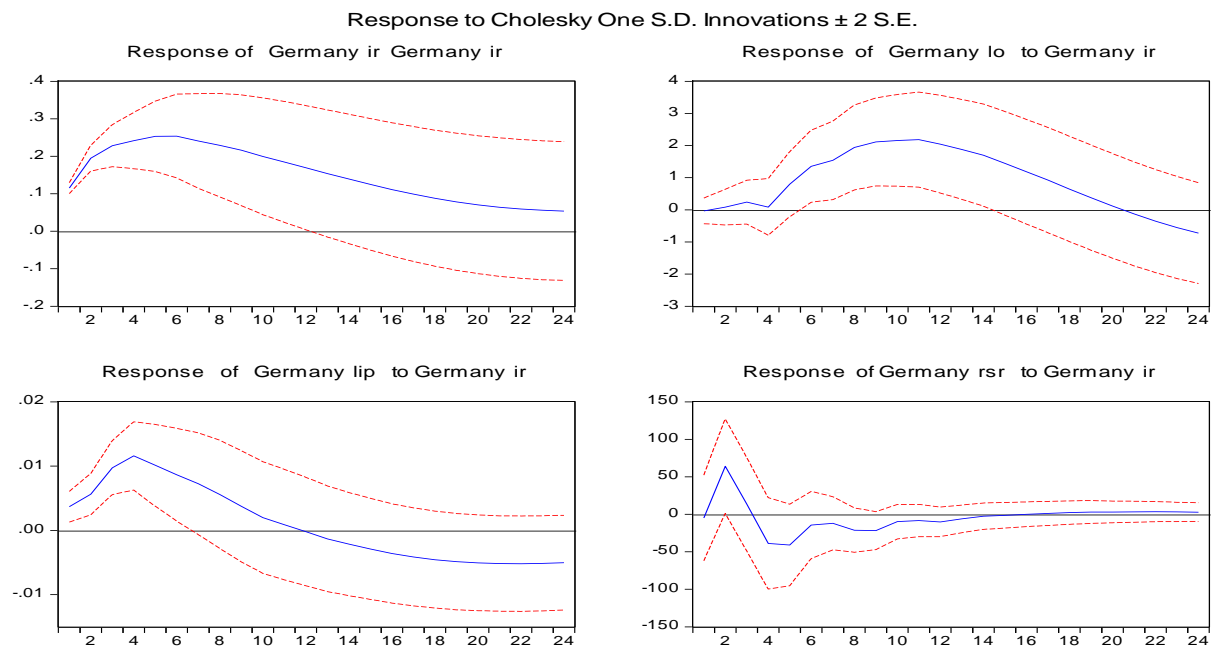 Response to Cholesky One S.D. Innovations ± 2 S.E.
Response of Germany ir Germany ir
.4
.3
.2
.1
.0
-.1
-.2
2 4 6 8 10 12 14 16 18 20 22 24
Response of Germany lo to Germany ir
4
3
2
1
0
-1
-2
-3
2 4 6 8 10 12 14 16 18 20 22 24
Response of Germany lip to Germany ir
.02
.01
.00
-.01
2 4 6 8 10 12 14 16 18 20 22 24
Response of Germany rsr to Germany ir
150
100
50
0
-50
-100
-150
2 4 6 8 10 12 14 16 18 20 22 24